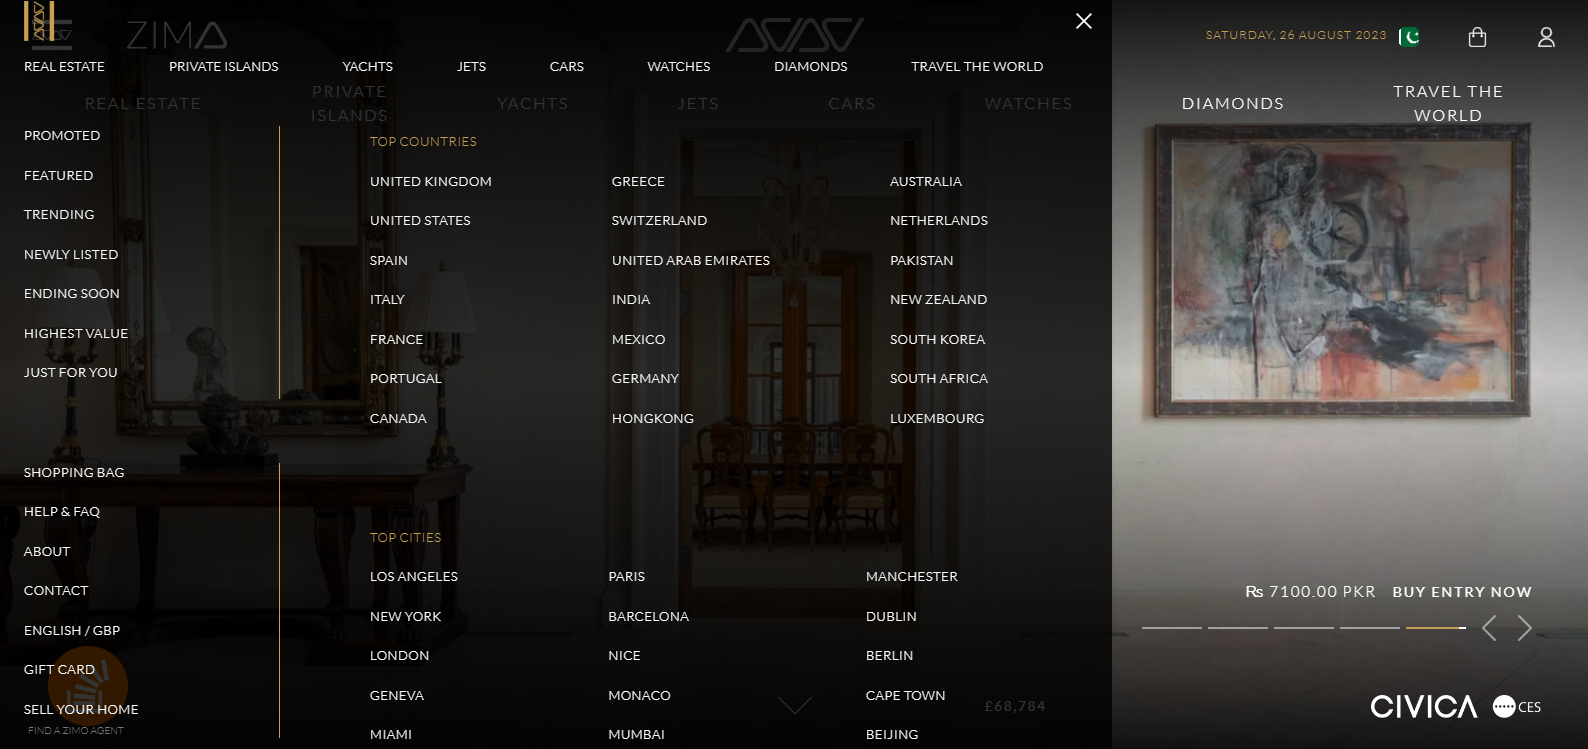 ZIMA
SATURDAY, 26 AUGUST 2023
REAL ESTATE PRIVATE ISLANDS YACHTS JETS CARS WATCHES DIAMONDS TRAVEL THE WORLD
REAL ESTATE PRIVATE ISLANDS YACHTS JETS CARS WATCHES DIAMONDS TRAVEL THE WORLD
PROMOTED
FEATURED
TRENDING
NEWLY LISTED
ENDING SOON
HIGHEST VALUE
JUST FOR YOU
TOP COUNTRIES
UNITED KINGDOM GREECE AUSTRALIA
UNITED STATES SWITZERLAND NETHERLANDS
SPAIN UNITED ARAB EMIRATES PAKISTAN
ITALY INDIA NEW ZEALAND
FRANCE MEXICO SOUTH KOREA
PORTUGAL GERMANY SOUTH AFRICA
CANADA HONGKONG LUXEMBOURG
SHOPPING BAG
HELP & FAQ
ABOUT
CONTACT
ENGLISH / GBP
GIFT CARD
SELL YOUR HOME
FIND A ZIMO AGENT
TOP CITIES
LOS ANGELES PARIS MANCHESTER
NEW YORK BARCELONA DUBLIN
LONDON NICE BERLIN
GENEVA MONACO CAPE TOWN
MIAMI MUMBAI BEIJING
£68,784
₨ 7100.00 PKR BUY ENTRY NOW
CIVICA CES